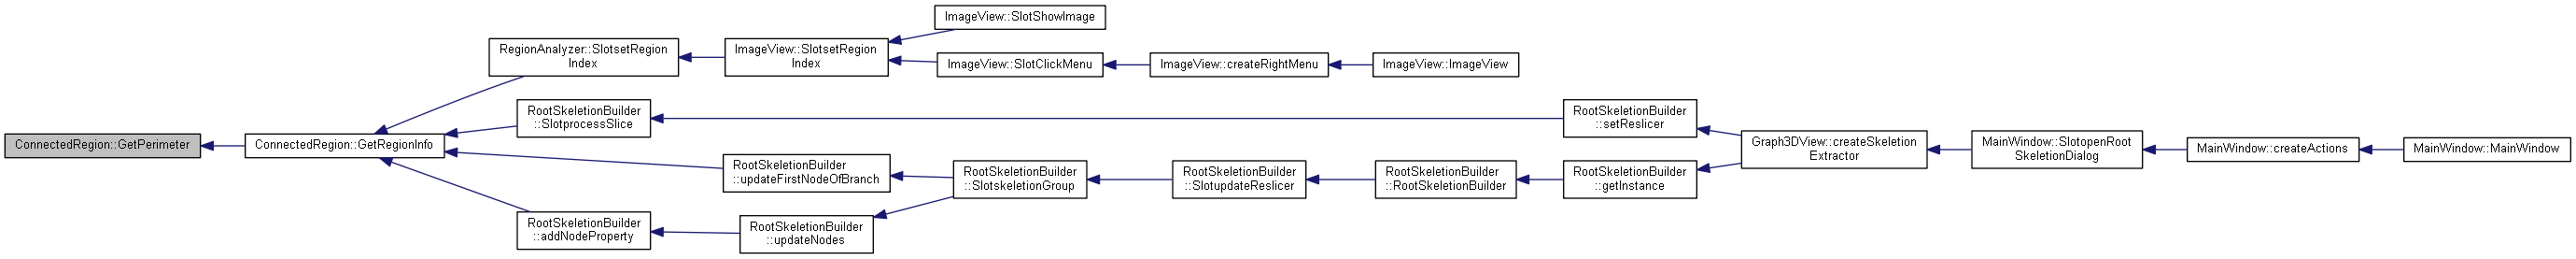 ImageView::SlotShowImage
RegionAnalyzer::SlotsetRegion
Index
ImageView::SlotsetRegion
Index
ImageView::SlotClickMenu
ImageView::createRightMenu
ImageView::ImageView
RootSkeletionBuilder
::SlotprocessSlice
RootSkeletionBuilder
::setReslicer
ConnectedRegion::GetPerimeter
ConnectedRegion::GetRegionInfo
Graph3DView::createSkeletion
Extractor
MainWindow::SlotopenRoot
SkeletionDialog
MainWindow::createActions
MainWindow::MainWindow
RootSkeletionBuilder
::updateFirstNodeOfBranch
RootSkeletionBuilder
::SlotskeletionGroup
RootSkeletionBuilder
::SlotupdateReslicer
RootSkeletionBuilder
::RootSkeletionBuilder
RootSkeletionBuilder
::getInstance
RootSkeletionBuilder
::addNodeProperty
RootSkeletionBuilder
::updateNodes